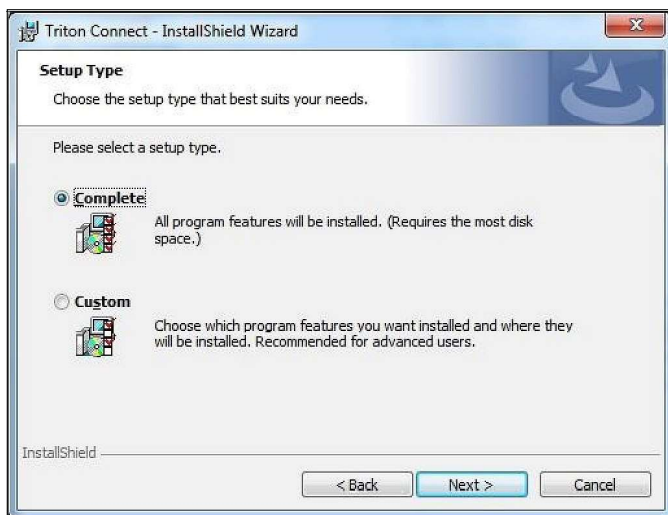 Triton Connect - InstallShield Wizard
Setup Type
Choose the setup type that best suits your needs.
Please select a setup type.
Complete
All program features will be installed. (Requires the most disk
space.)
Custom
Choose which program features you want installed and where they
will be installed. Recommended for advanced users.
InstallShield
< Back
Next >
Cancel